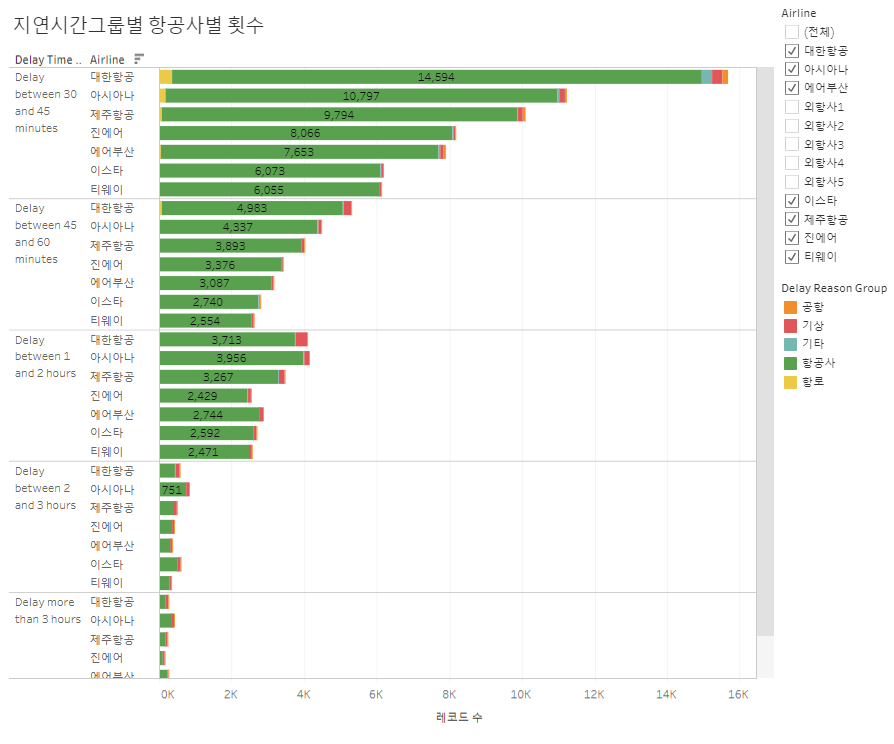 지연시간그룹별 항공사별 횟수
Delay Time .. Airline
Delay between 30 and 45 minutes
대한항공 14,594
아시아나 10,797
제주항공 9,794
진에어 8,066
에어부산 7,653
이스타 6,073
티웨이 6,055
Delay between 45 and 60 minutes
대한항공 4,983
아시아나 4,337
제주항공 3,893
진에어 3,376
에어부산 3,087
이스타 2,740
티웨이 2,554
Delay between 1 and 2 hours
대한항공 3,713
아시아나 3,956
제주항공 3,267
진에어 2,429
에어부산 2,744
이스타 2,592
티웨이 2,471
Delay between 2 and 3 hours
대한항공
아시아나 751
제주항공
진에어
에어부산
이스타
티웨이
Delay more than 3 hours
대한항공
아시아나
제주항공
진에어
에어부산
0K 2K 4K 6K 8K 10K 12K 14K 16K
레코드 수
Airline
(전체)
대한항공
아시아나
에어부산
외항사1
외항사2
외항사3
외항사4
외항사5
이스타
제주항공
진에어
티웨이
Delay Reason Group
공항
기상
기타
항공사
항로